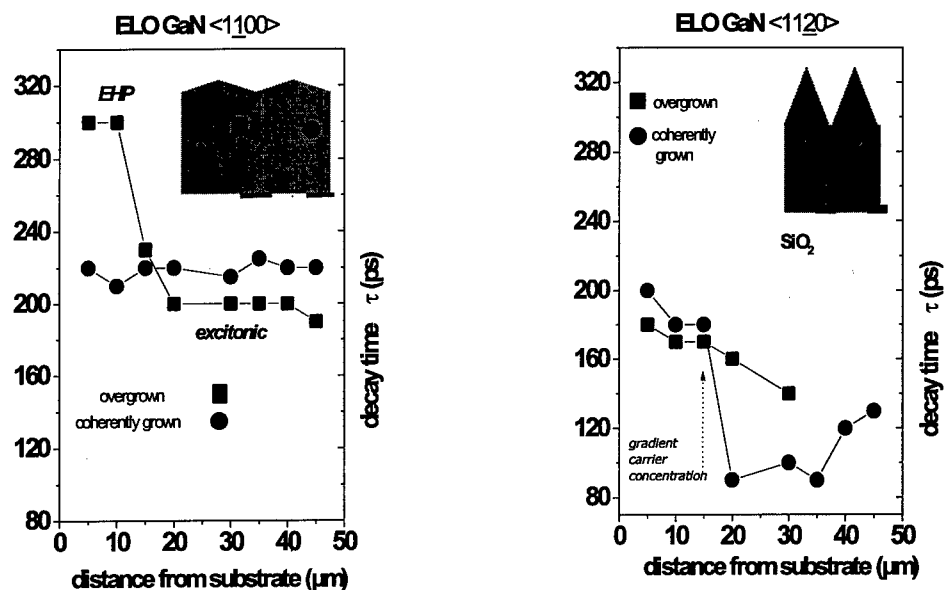 ELO GaN <1100>
320
280
240
200
160
120
80
EHP
excitonic
overgrown
coherently grown
0 10 20 30 40 50
distance from substrate (µm)
decay time τ (ps)
ELO GaN <1120>
320
280
240
200
160
120
80
overgrown
coherently
grown
SiO₂
gradient
carrier
concentration
0 10 20 30 40 50
distance from substrate (µm)
decay time τ (ps)